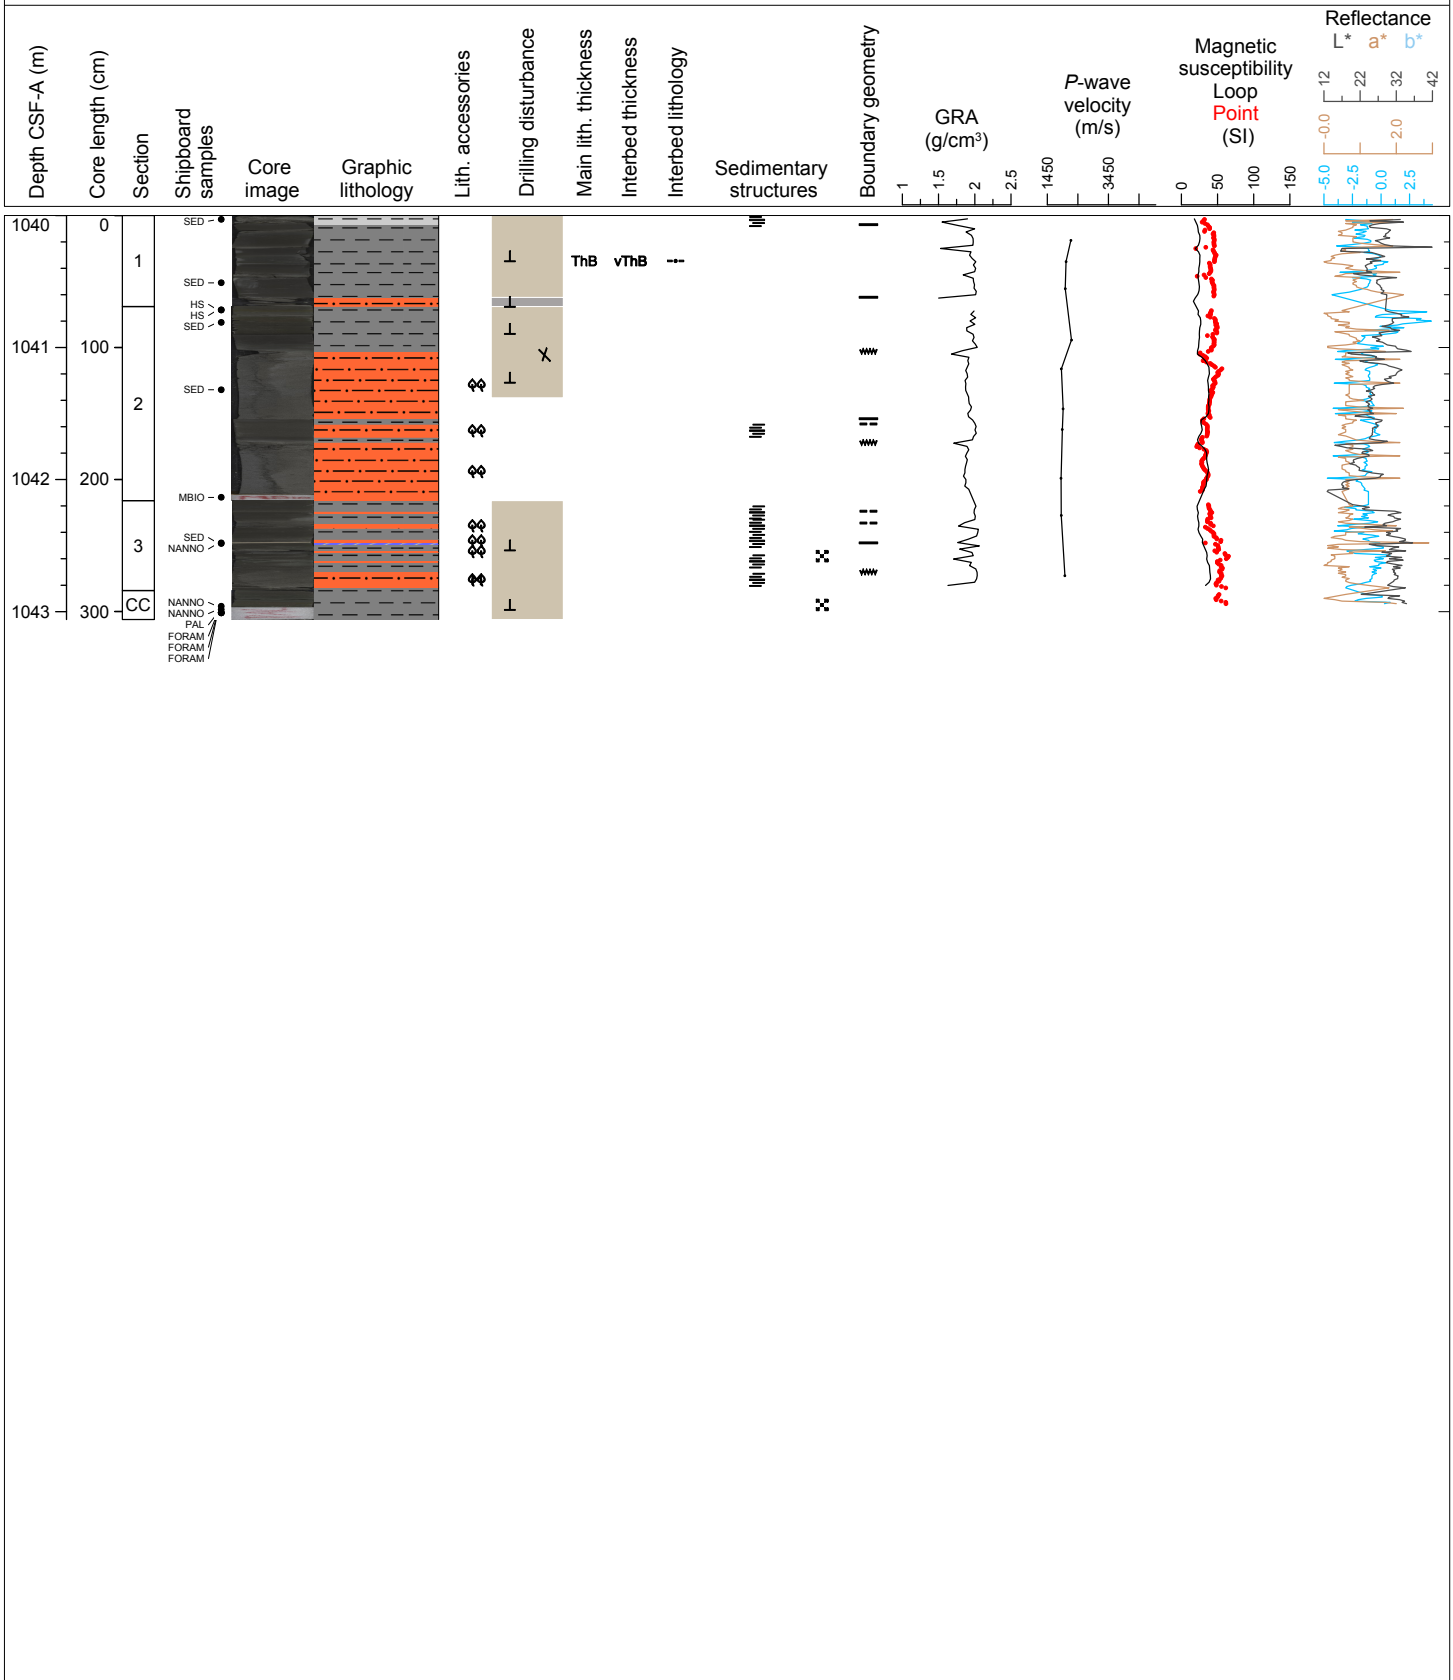 Depth CSF-A (m)
Core length (cm)
Section
Shipboard
samples
Core
image
Graphic
lithology
Lith. accessories
Drilling disturbance
Main lith. thickness
Interbed thickness
Interbed lithology
Sedimentary
structures
Boundary geometry
GRA
(g/cm³)
1
1.5
2
2.5
P-wave
velocity
(m/s)
1450
3450
Magnetic
susceptibility
Loop
Point
(SI)
0
50
100
150
Reflectance
L* a* b*
12
22
32
42
-0.0
2.0
-5.0
-2.5
0.0
2.5
1040
1041
1042
1043
0
100
200
300
1
2
3
CC
SED
SED
HS
HS
SED
SED
MBIO
SED
NANNO
NANNO
NANNO
PAL
FORAM
FORAM
FORAM
ThB
vThB